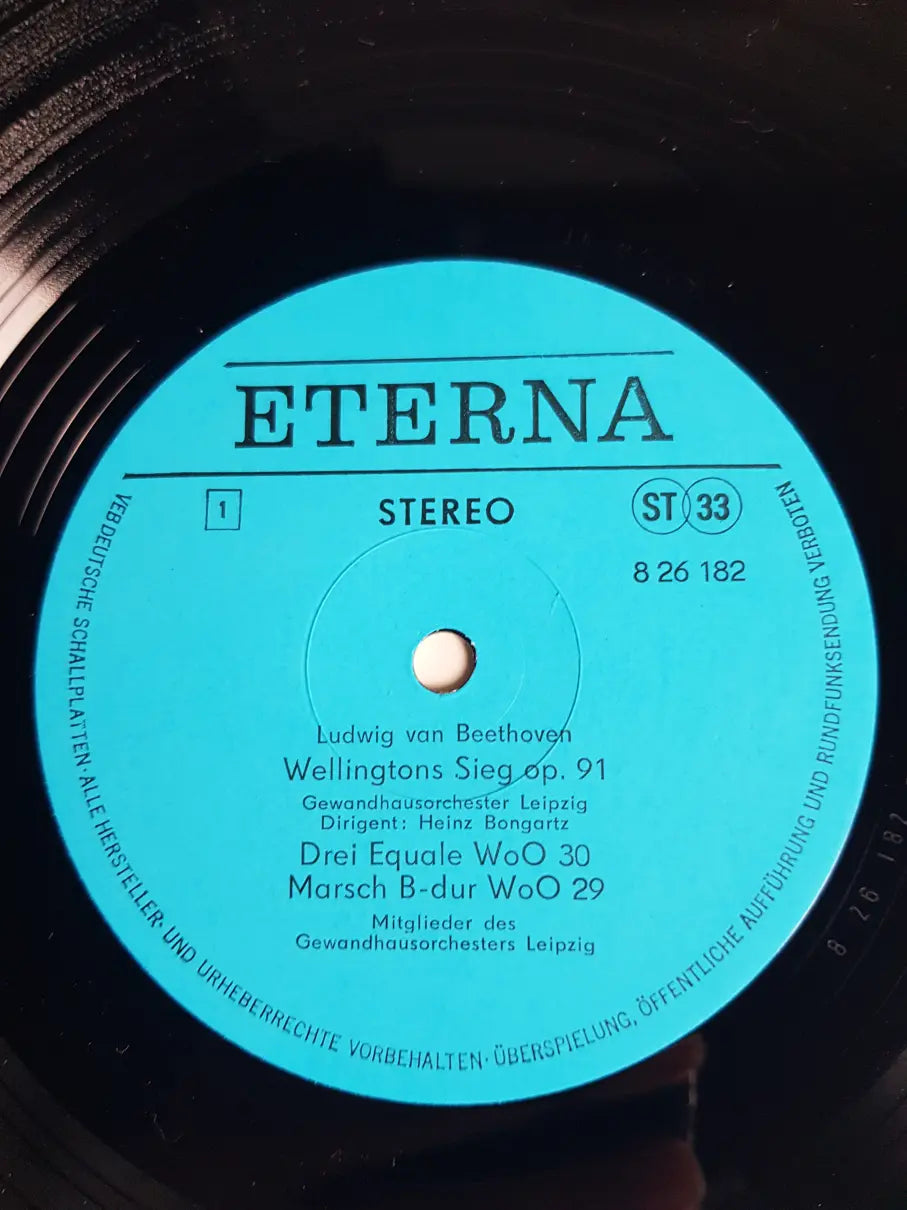 ETERNA
1
STEREO
ST 33
8 26 182
Ludwig van Beethoven
Wellingtons Sieg op. 91
Gewandhausorchester Leipzig
Dirigent: Heinz Bongartz
Drei Equale WoO 30
Marsch B-dur WoO 29
Mitglieder des
Gewandhausorchesters Leipzig
VEB DEUTSCHE SCHALLPLATTEN · ALLE HERSTELLER- UND URHEBERRECHTE VORBEHALTEN · ÜBERSPIELUNG, ÖFFENTLICHE AUFFÜHRUNG UND RUNDFUNKSENDUNG VERBOTEN
8 26 182